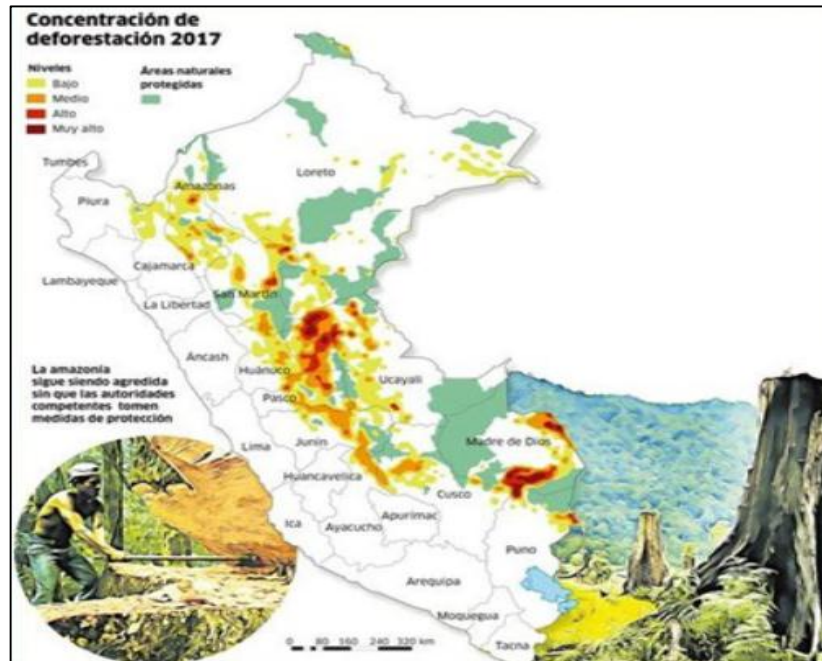 Concentración de
deforestación 2017
Niveles
Bajo
Medio
Alto
Muy alto
Áreas naturales
protegidas
Tumbes
Piura
Amazonas
Loreto
Lambayeque
Cajamarca
La Libertad
San Martín
Áncash
Huánuco
Ucayali
Pasco
La amazonía
sigue siendo agredida
sin que las autoridades
competentes tomen
medidas de protección
Lima
Junín
Madre de Dios
Huancavelica
Cusco
Ica
Ayacucho
Apurímac
Puno
Arequipa
Moquegua
Tacna
0 80 160 240 320 km